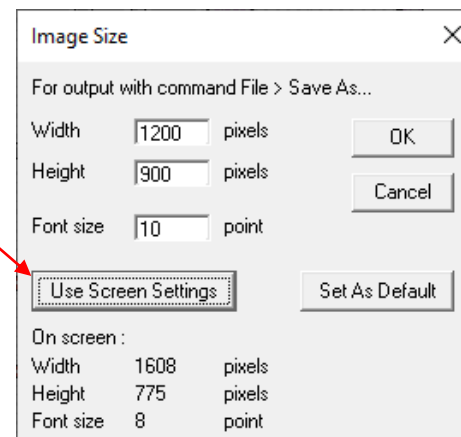 Image Size
For output with command File > Save As...
Width 1200 pixels OK
Height 900 pixels
Cancel
Font size 10 point
Use Screen Settings Set As Default
On screen :
Width 1608 pixels
Height 775 pixels
Font size 8 point